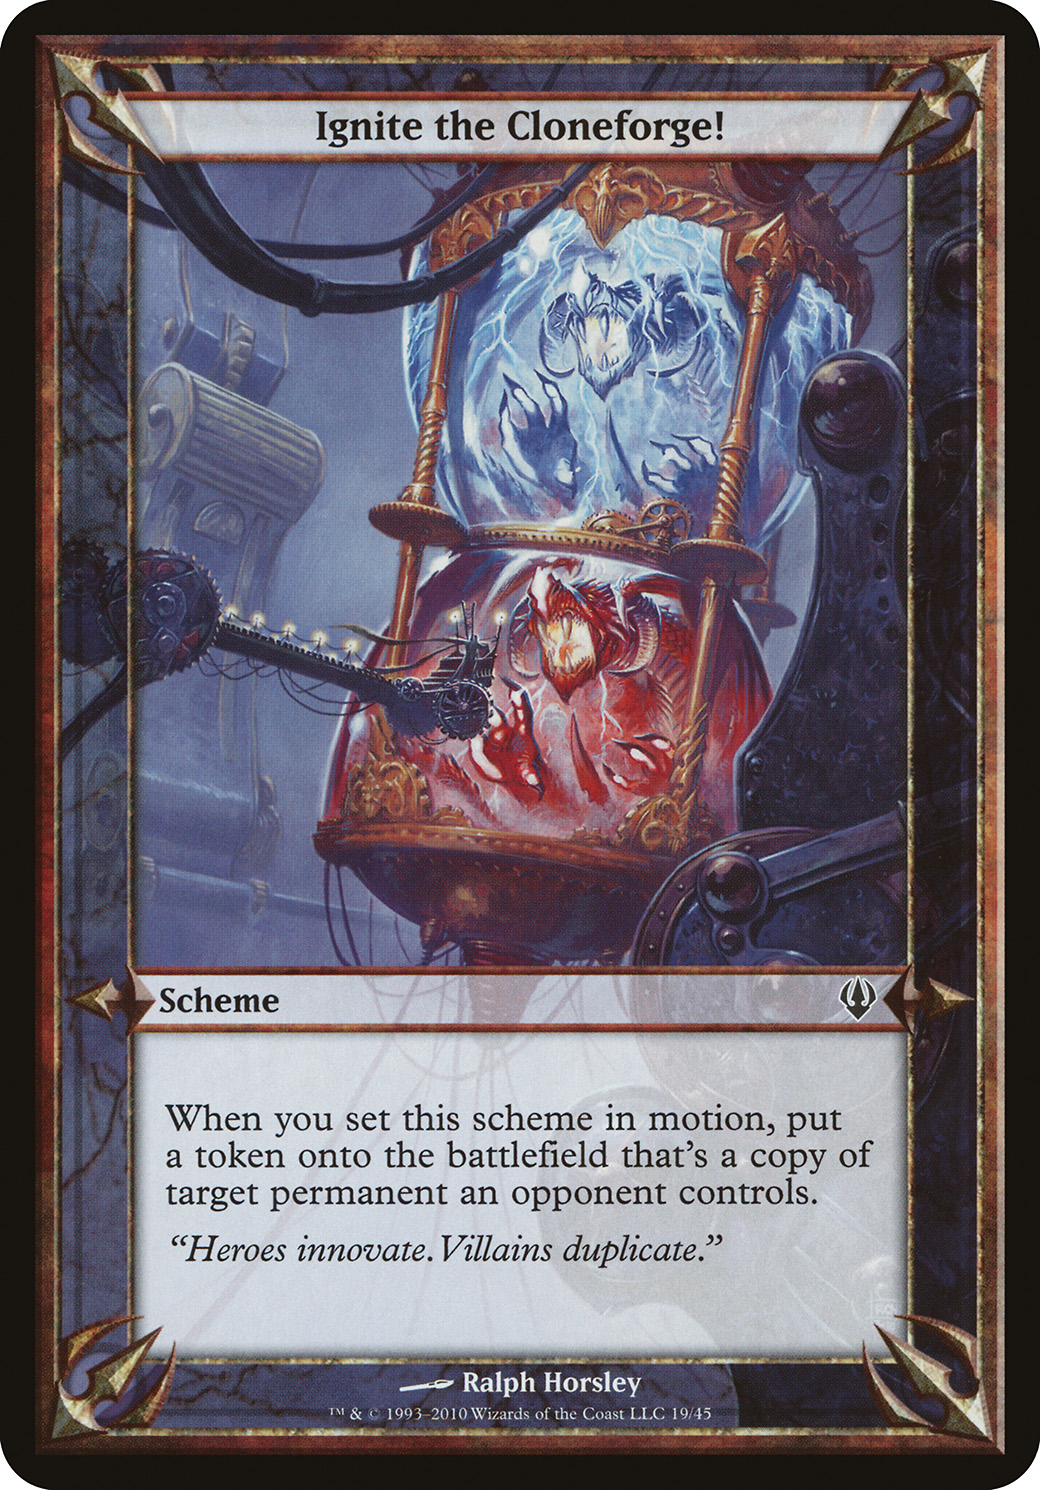 Ignite the Cloneforge!
Scheme
When you set this scheme in motion, put
a token onto the battlefield that's a copy of
target permanent an opponent controls.
"Heroes innovate. Villains duplicate."
Ralph Horsley
™ & © 1993–2010 Wizards of the Coast LLC 19/45